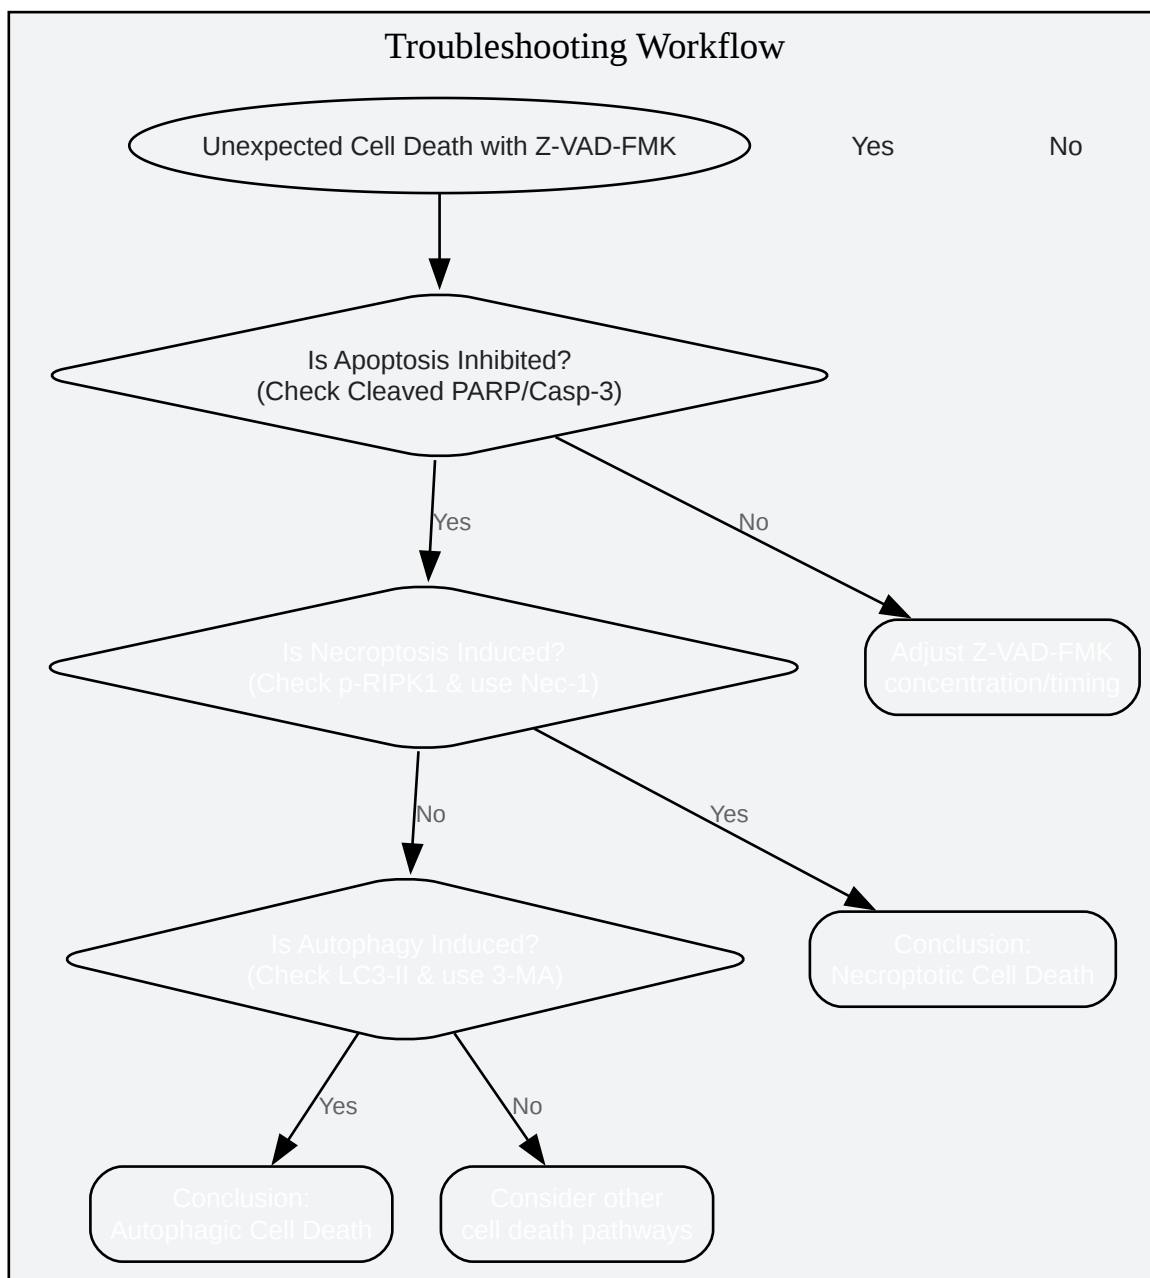 Troubleshooting Workflow
Unexpected Cell Death with Z-VAD-FMK
Yes
No
Is Apoptosis Inhibited?
(Check Cleaved PARP/Casp-3)
Yes
No
Is Necroptosis Induced?
(Check p-RIPK1 & use Nec-1)
Adjust Z-VAD-FMK
concentration/timing
No
Yes
Is Autophagy Induced?
(Check LC3-II & use 3-MA)
Conclusion:
Necroptotic Cell Death
Yes
No
Conclusion:
Autophagic Cell Death
Consider other
cell death pathways